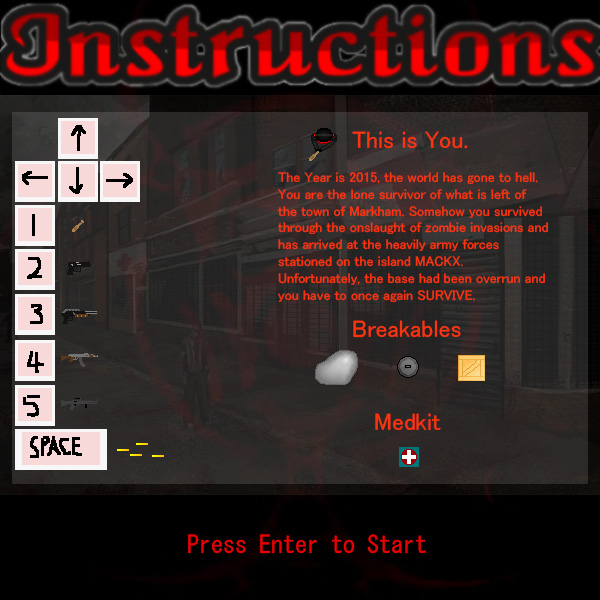 Instructions
↑
← ↓ →
1
2
3
4
5
SPACE
This is You.
The Year is 2015, the world has gone to hell.
You are the lone survivor of what is left of
the town of Markham. Somehow you survived
through the onslaught of zombie invasions and
has arrived at the heavily army forces
stationed on the island MACKX.
Unfortunately, the base had been overrun and
you have to once again SURVIVE.
Breakables
Medkit
Press Enter to Start